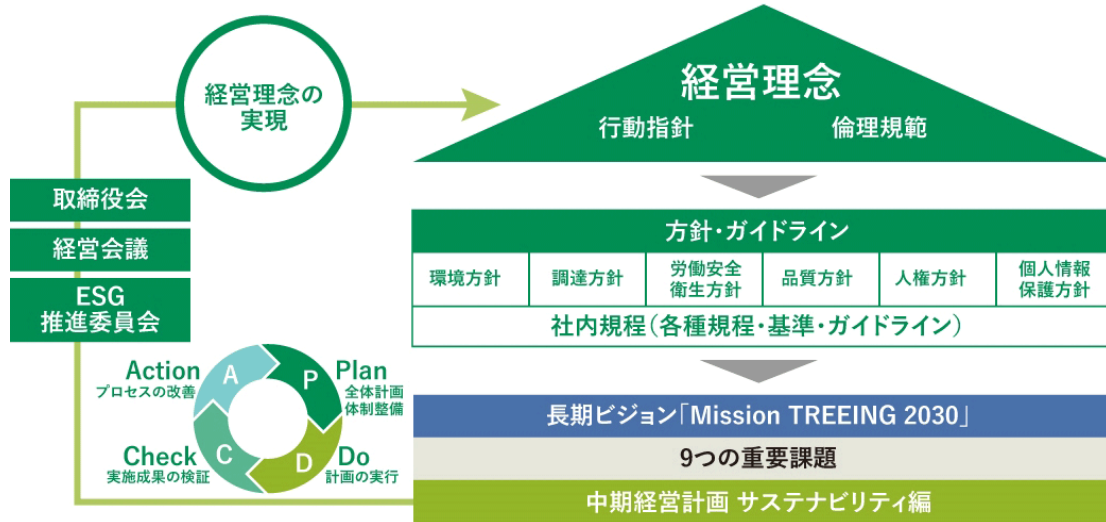 経営理念の
実現
取締役会
経営会議
ESG
推進委員会
Action
プロセスの改善
A
P
Plan
全体計画
体制整備
Check
実施成果の検証
C
D
Do
計画の実行
経営理念
行動指針 倫理規範
方針・ガイドライン
環境方針
調達方針
労働安全
衛生方針
品質方針
人権方針
個人情報
保護方針
社内規程(各種規程・基準・ガイドライン)
長期ビジョン「Mission TREEING 2030」
9つの重要課題
中期経営計画 サステナビリティ編